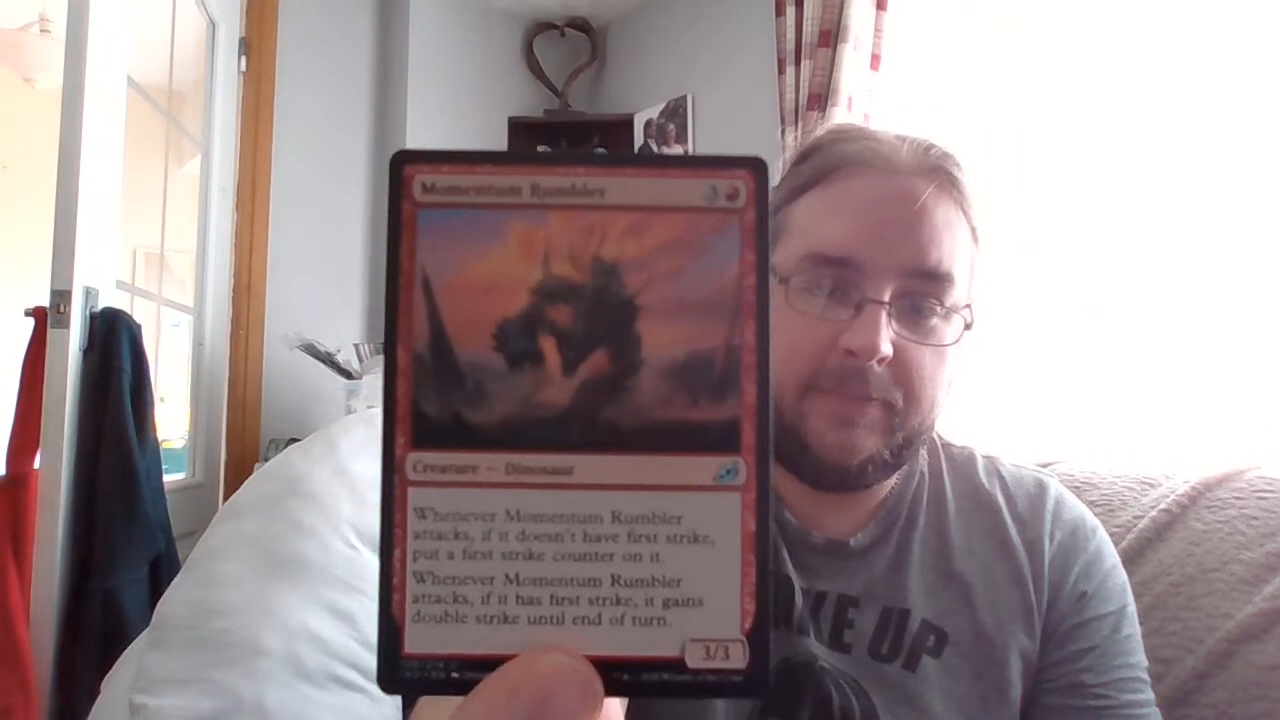 Momentum Rumbler
Creature — Dinosaur
Whenever Momentum Rumbler
attacks, if it doesn't have first strike,
put a first strike counter on it.
Whenever Momentum Rumbler
attacks, if it has first strike, it gains
double strike until end of turn.
3/3
KE UP